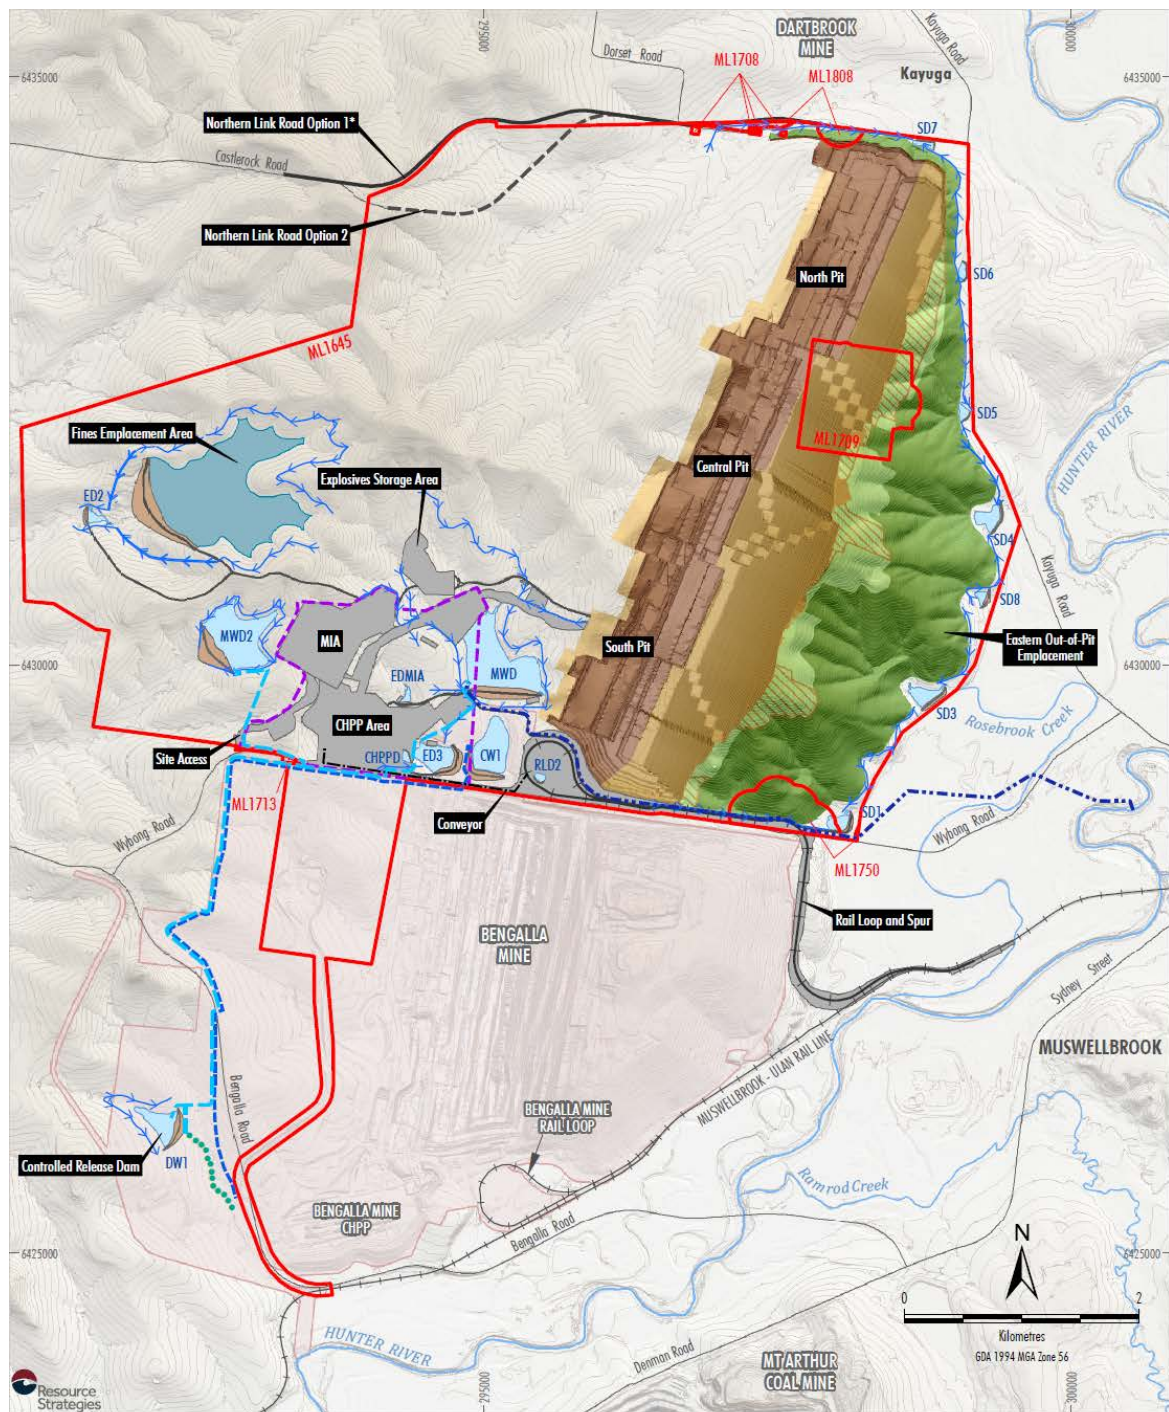 295000
300000
DARTBROOK
MINE
Dorset Road
Kayuga Road
6435000
ML1708
ML1808
Kayuga
6435000
Northern Link Road Option 1*
Castlerock Road
SD7
Northern Link Road Option 2
North Pit
SD6
ML1645
SD5
ML1709
Fines Emplacement Area
HUNTER RIVER
Central Pit
Explosives Storage Area
ED2
SD4
Kayuga Road
SD8
MWD2
MIA
South Pit
Eastern Out-of-Pit
Emplacement
6430000
EDMIA
MWD
6430000
SD3
Rosebrook Creek
CHPP Area
Site Access
CHPPD
ED3
CW1
RLD2
ML1713
Conveyor
SD1
Wybong Road
Wybong Road
ML1750
BENGALLA
MINE
Rail Loop and Spur
Sydney Street
MUSWELLBROOK
MUSWELLBROOK - ULAN RAIL LINE
Bengalla Road
BENGALLA MINE
RAIL LOOP
Controlled Release Dam
DW1
Ramrod Creek
BENGALLA MINE
CHPP
Bengalla Road
N
6425000
6425000
0
2
Kilometres
GDA 1994 MGA Zone 56
HUNTER RIVER
Denman Road
MT ARTHUR
COAL MINE
Resource
Strategies
295000
300000